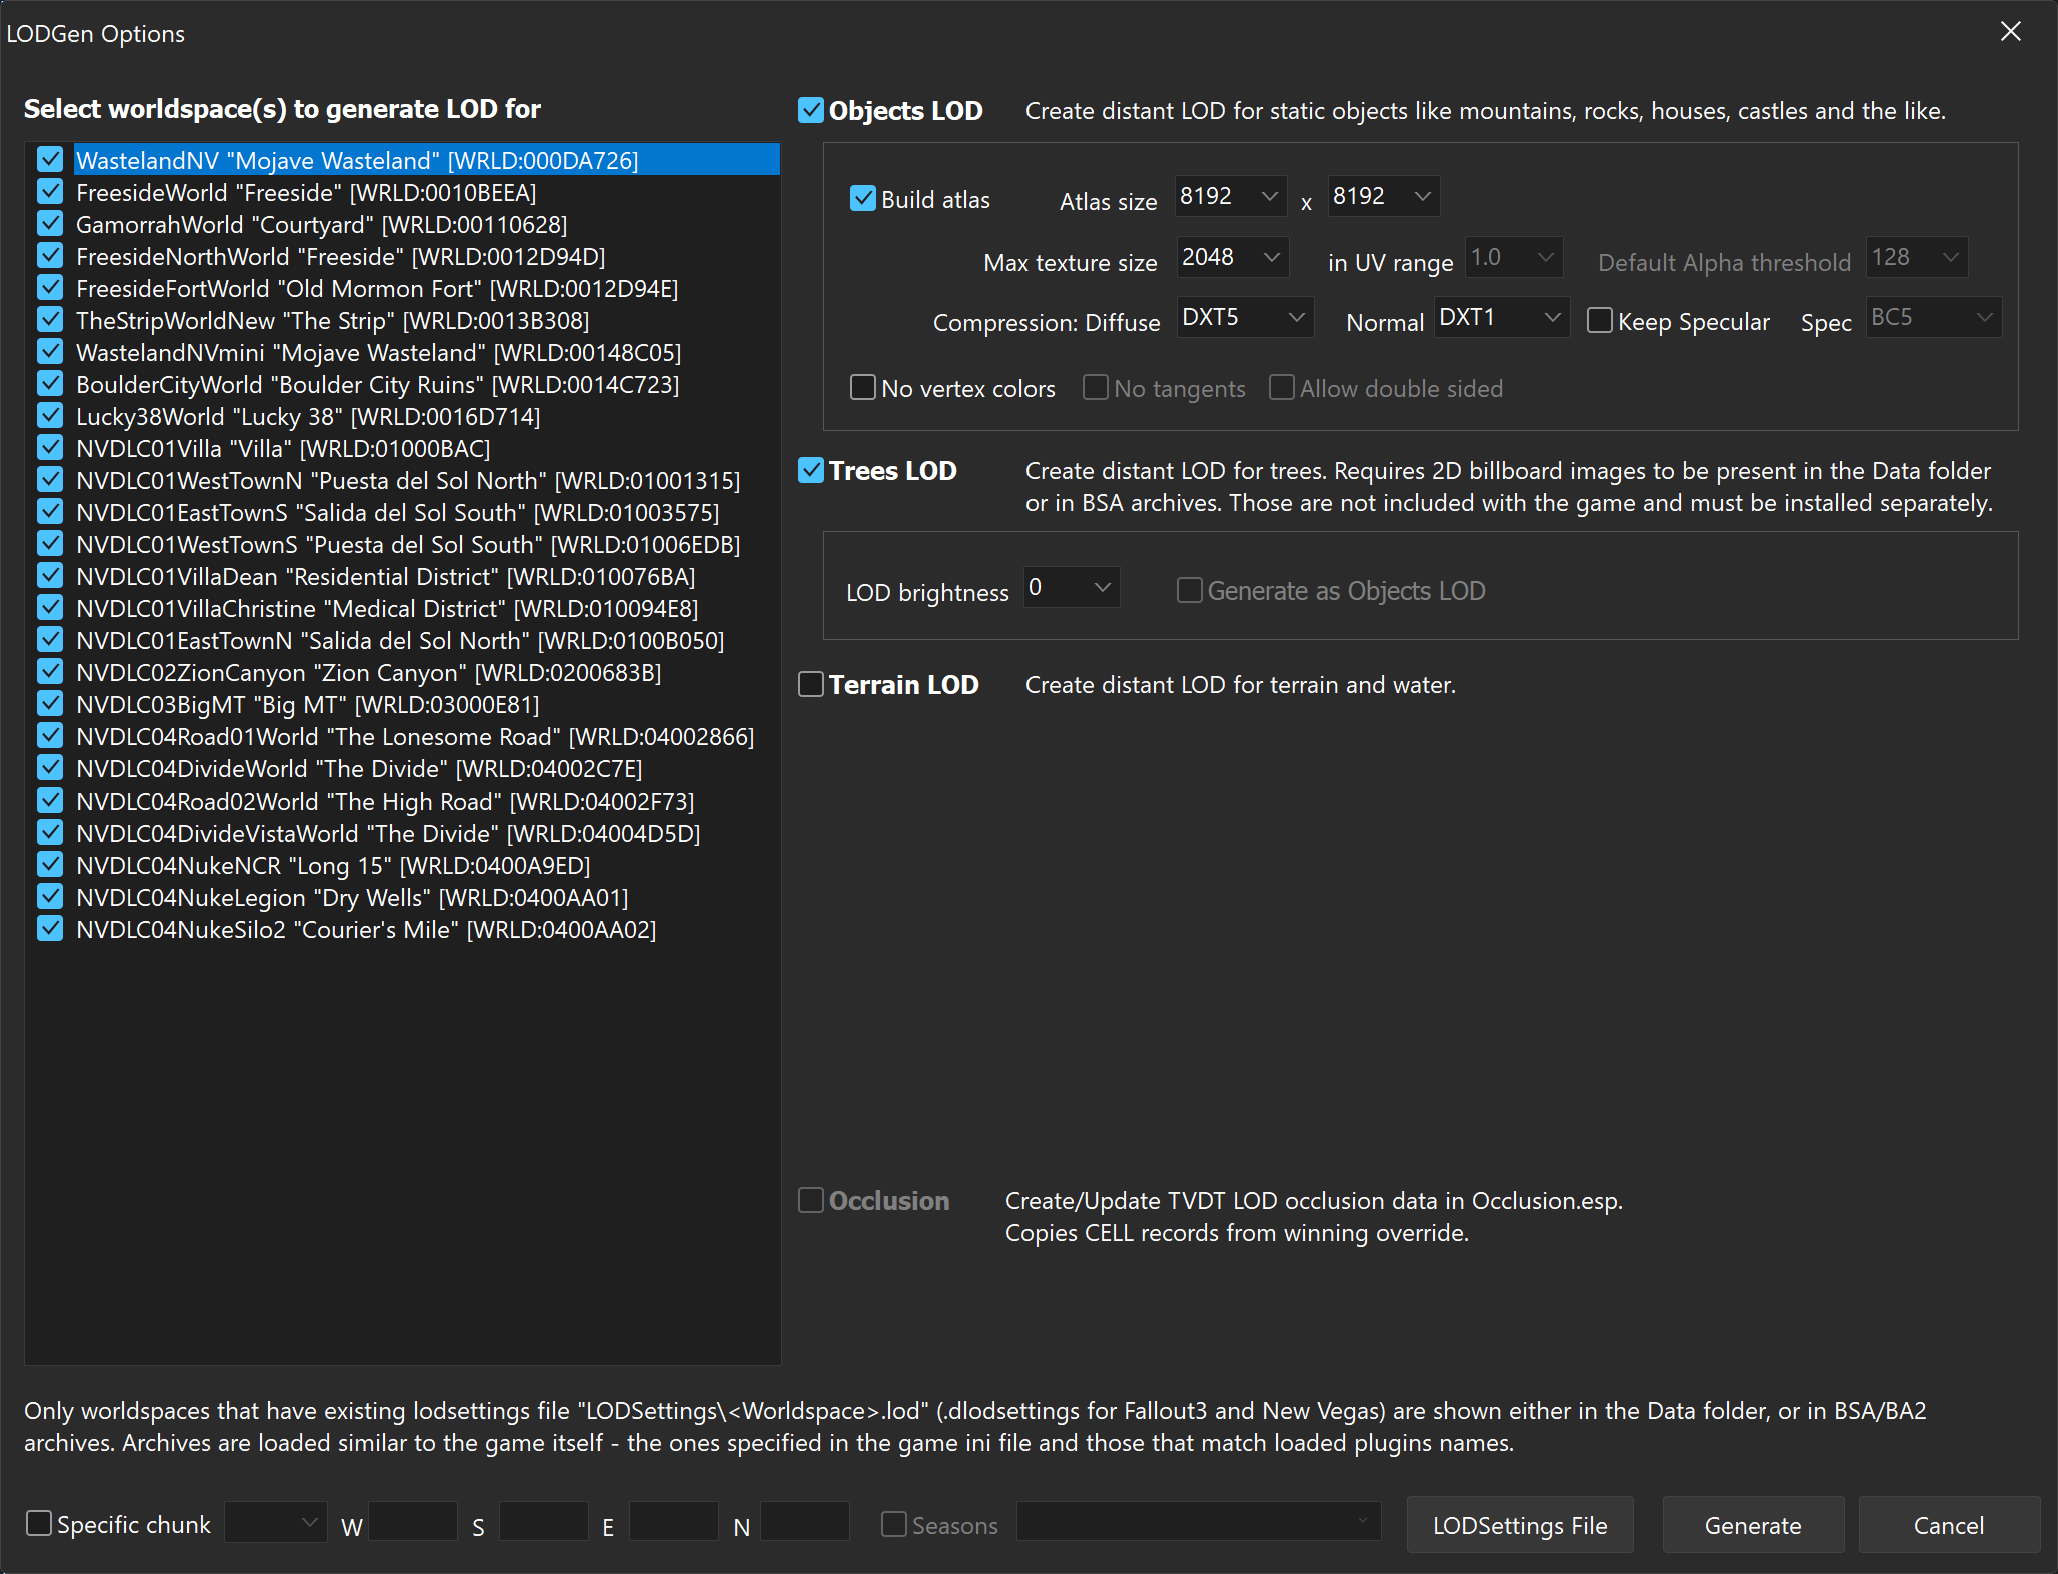 LODGen Options
Select worldspace(s) to generate LOD for
WastelandNV "Mojave Wasteland" [WRLD:000DA726]
FreesideWorld "Freeside" [WRLD:0010BEEA]
GamorrahWorld "Courtyard" [WRLD:00110628]
FreesideNorthWorld "Freeside" [WRLD:0012D94D]
FreesideFortWorld "Old Mormon Fort" [WRLD:0012D94E]
TheStripWorldNew "The Strip" [WRLD:0013B308]
WastelandNVmini "Mojave Wasteland" [WRLD:00148C05]
BoulderCityWorld "Boulder City Ruins" [WRLD:0014C723]
Lucky38World "Lucky 38" [WRLD:0016D714]
NVDLC01Villa "Villa" [WRLD:01000BAC]
NVDLC01WestTownN "Puesta del Sol North" [WRLD:01001315]
NVDLC01EastTownS "Salida del Sol South" [WRLD:01003575]
NVDLC01WestTownS "Puesta del Sol South" [WRLD:01006EDB]
NVDLC01VillaDean "Residential District" [WRLD:010076BA]
NVDLC01VillaChristine "Medical District" [WRLD:010094E8]
NVDLC01EastTownN "Salida del Sol North" [WRLD:0100B050]
NVDLC02ZionCanyon "Zion Canyon" [WRLD:0200683B]
NVDLC03BigMT "Big MT" [WRLD:03000E81]
NVDLC04Road01World "The Lonesome Road" [WRLD:04002866]
NVDLC04DivideWorld "The Divide" [WRLD:04002C7E]
NVDLC04Road02World "The High Road" [WRLD:04002F73]
NVDLC04DivideVistaWorld "The Divide" [WRLD:04004D5D]
NVDLC04NukeNCR "Long 15" [WRLD:0400A9ED]
NVDLC04NukeLegion "Dry Wells" [WRLD:0400AA01]
NVDLC04NukeSilo2 "Courier's Mile" [WRLD:0400AA02]
Objects LOD Create distant LOD for static objects like mountains, rocks, houses, castles and the like.
Build atlas Atlas size 8192 x 8192
Max texture size 2048 in UV range 1.0 Default Alpha threshold 128
Compression: Diffuse DXT5 Normal DXT1 Keep Specular Spec BC5
No vertex colors No tangents Allow double sided
Trees LOD Create distant LOD for trees. Requires 2D billboard images to be present in the Data folder
or in BSA archives. Those are not included with the game and must be installed separately.
LOD brightness 0 Generate as Objects LOD
Terrain LOD Create distant LOD for terrain and water.
Occlusion Create/Update TVDT LOD occlusion data in Occlusion.esp.
Copies CELL records from winning override.
Only worldspaces that have existing lodsettings file "LODSettings\<Worldspace>.lod" (.dlodsettings for Fallout3 and New Vegas) are shown either in the Data folder, or in BSA/BA2
archives. Archives are loaded similar to the game itself - the ones specified in the game ini file and those that match loaded plugins names.
Specific chunk W S E N Seasons LODSettings File Generate Cancel